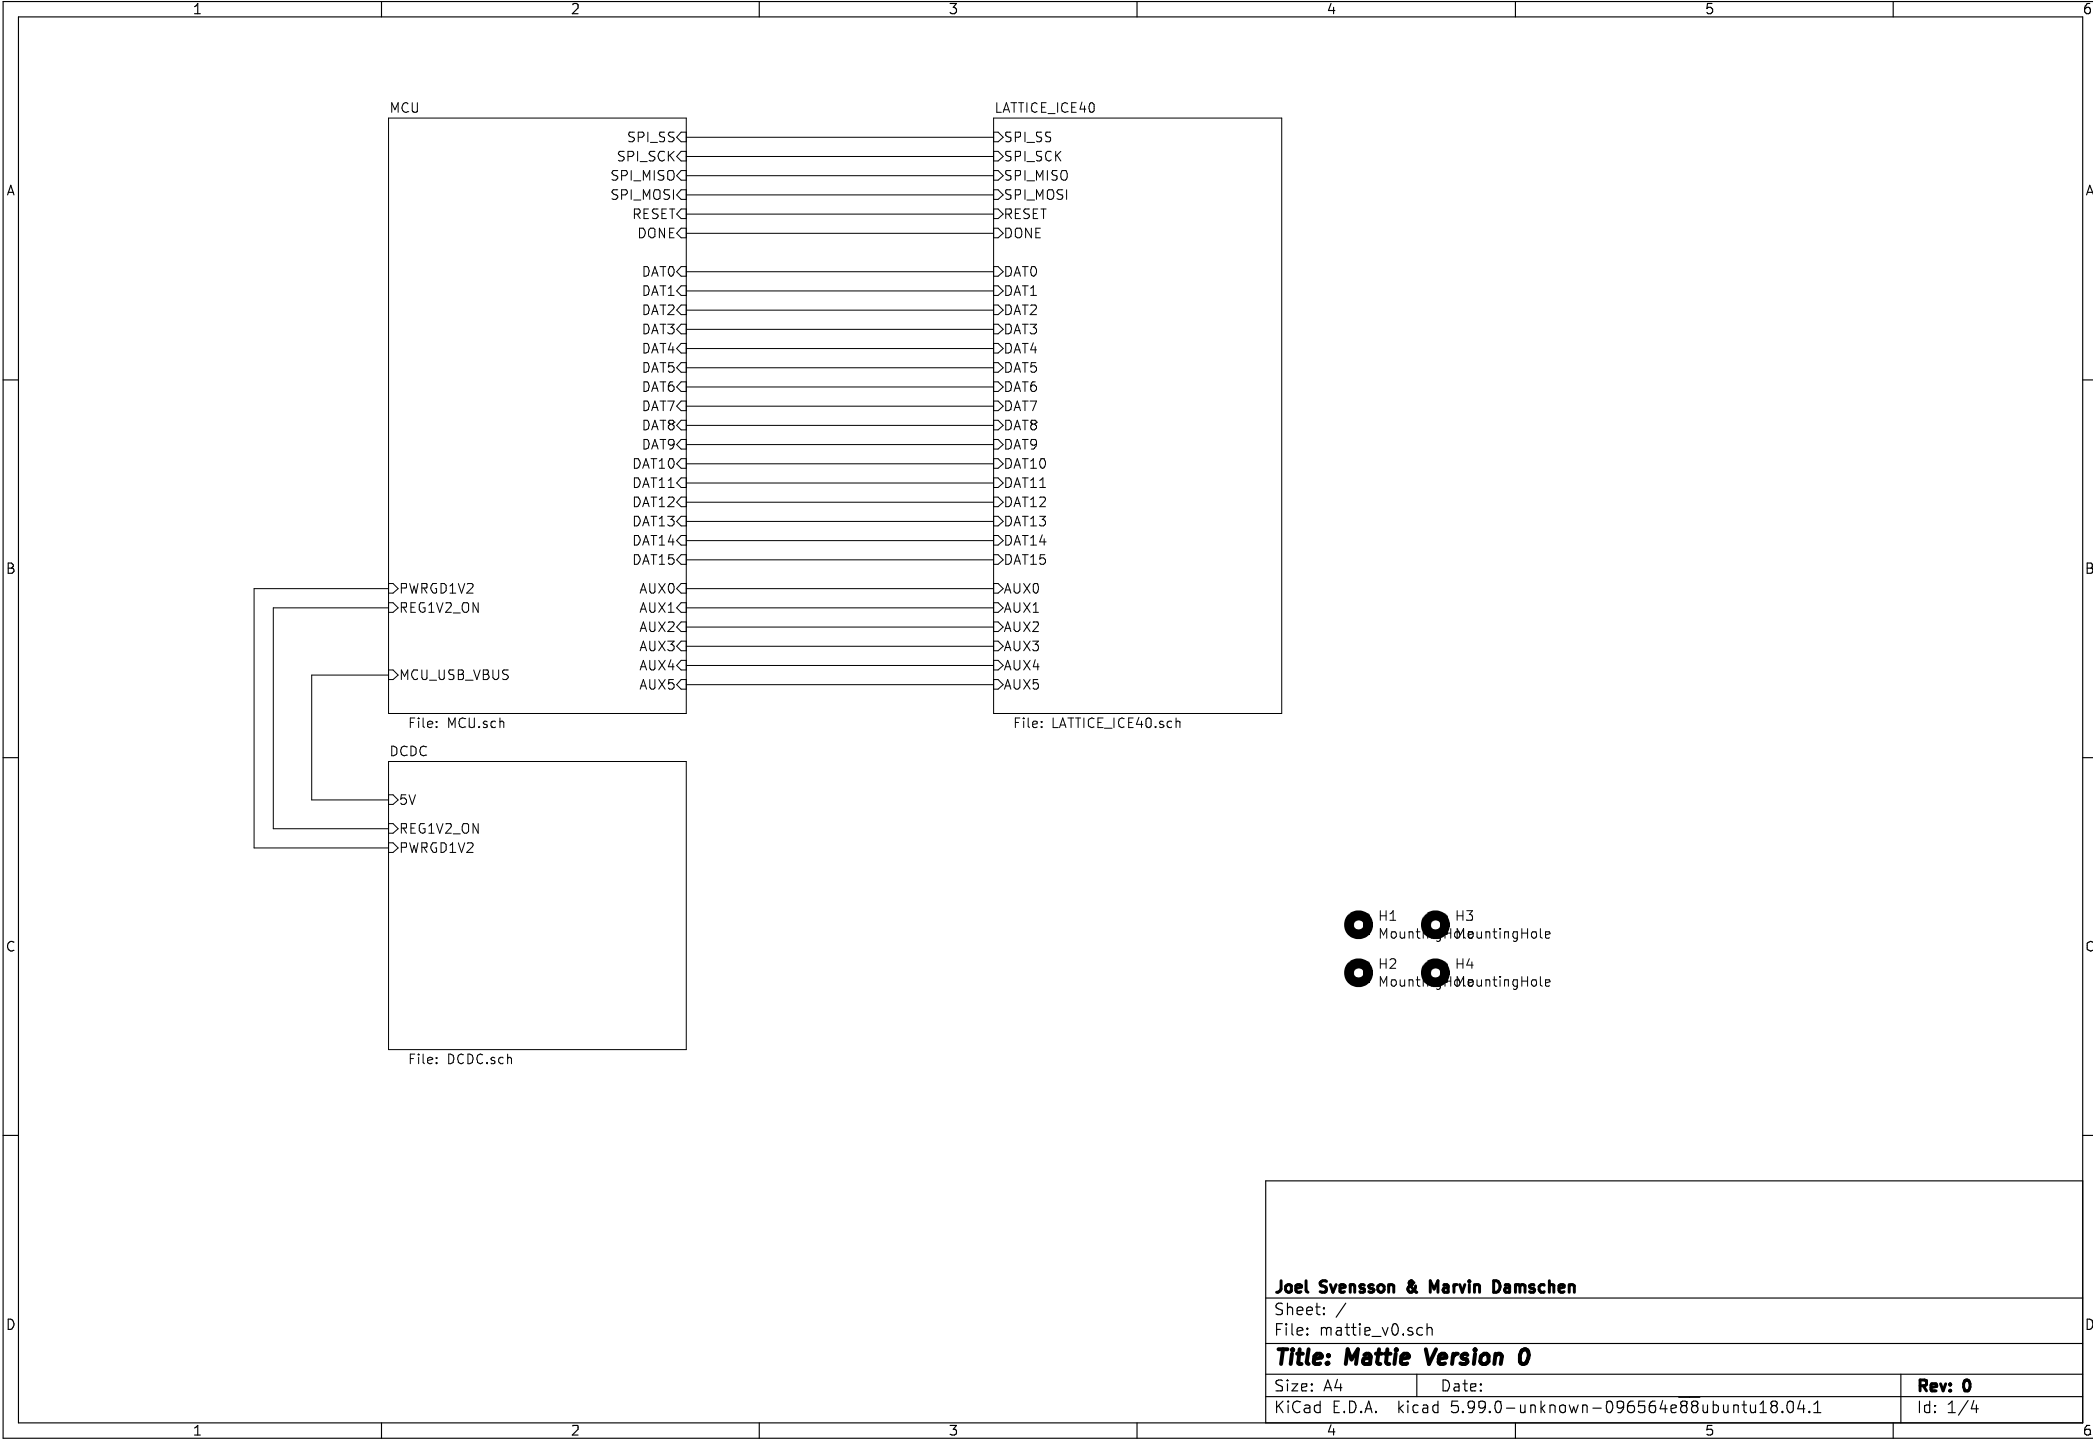 1 2 3 4 5 6
MCU
LATTICE_ICE40
SPI_SS SPI_SS
SPI_SCK SPI_SCK
SPI_MISO SPI_MISO
A SPI_MOSI SPI_MOSI A
RESET RESET
DONE DONE
DAT0 DAT0
DAT1 DAT1
DAT2 DAT2
DAT3 DAT3
DAT4 DAT4
DAT5 DAT5
DAT6 DAT6
DAT7 DAT7
DAT8 DAT8
DAT9 DAT9
DAT10 DAT10
DAT11 DAT11
DAT12 DAT12
DAT13 DAT13
DAT14 DAT14
DAT15 DAT15
B B
PWRGD1V2 AUX0 AUX0
REG1V2_ON AUX1 AUX1
AUX2 AUX2
AUX3 AUX3
AUX4 AUX4
MCU_USB_VBUS
AUX5 AUX5
File: MCU.sch
File: LATTICE_ICE40.sch
DCDC
5V
REG1V2_ON
PWRGD1V2
File: DCDC.sch
H1
MountingHole
H3
MountingHole
C C
H2
MountingHole
H4
MountingHole
Joel Svensson & Marvin Damschen
Sheet: /
File: mattie_v0.sch
D D
Title: Mattie Version 0
Size: A4 Date: Rev: 0
KiCad E.D.A. kicad 5.99.0-unknown-096564e88ubuntu18.04.1 Id: 1/4
1 2 3 4 5 6